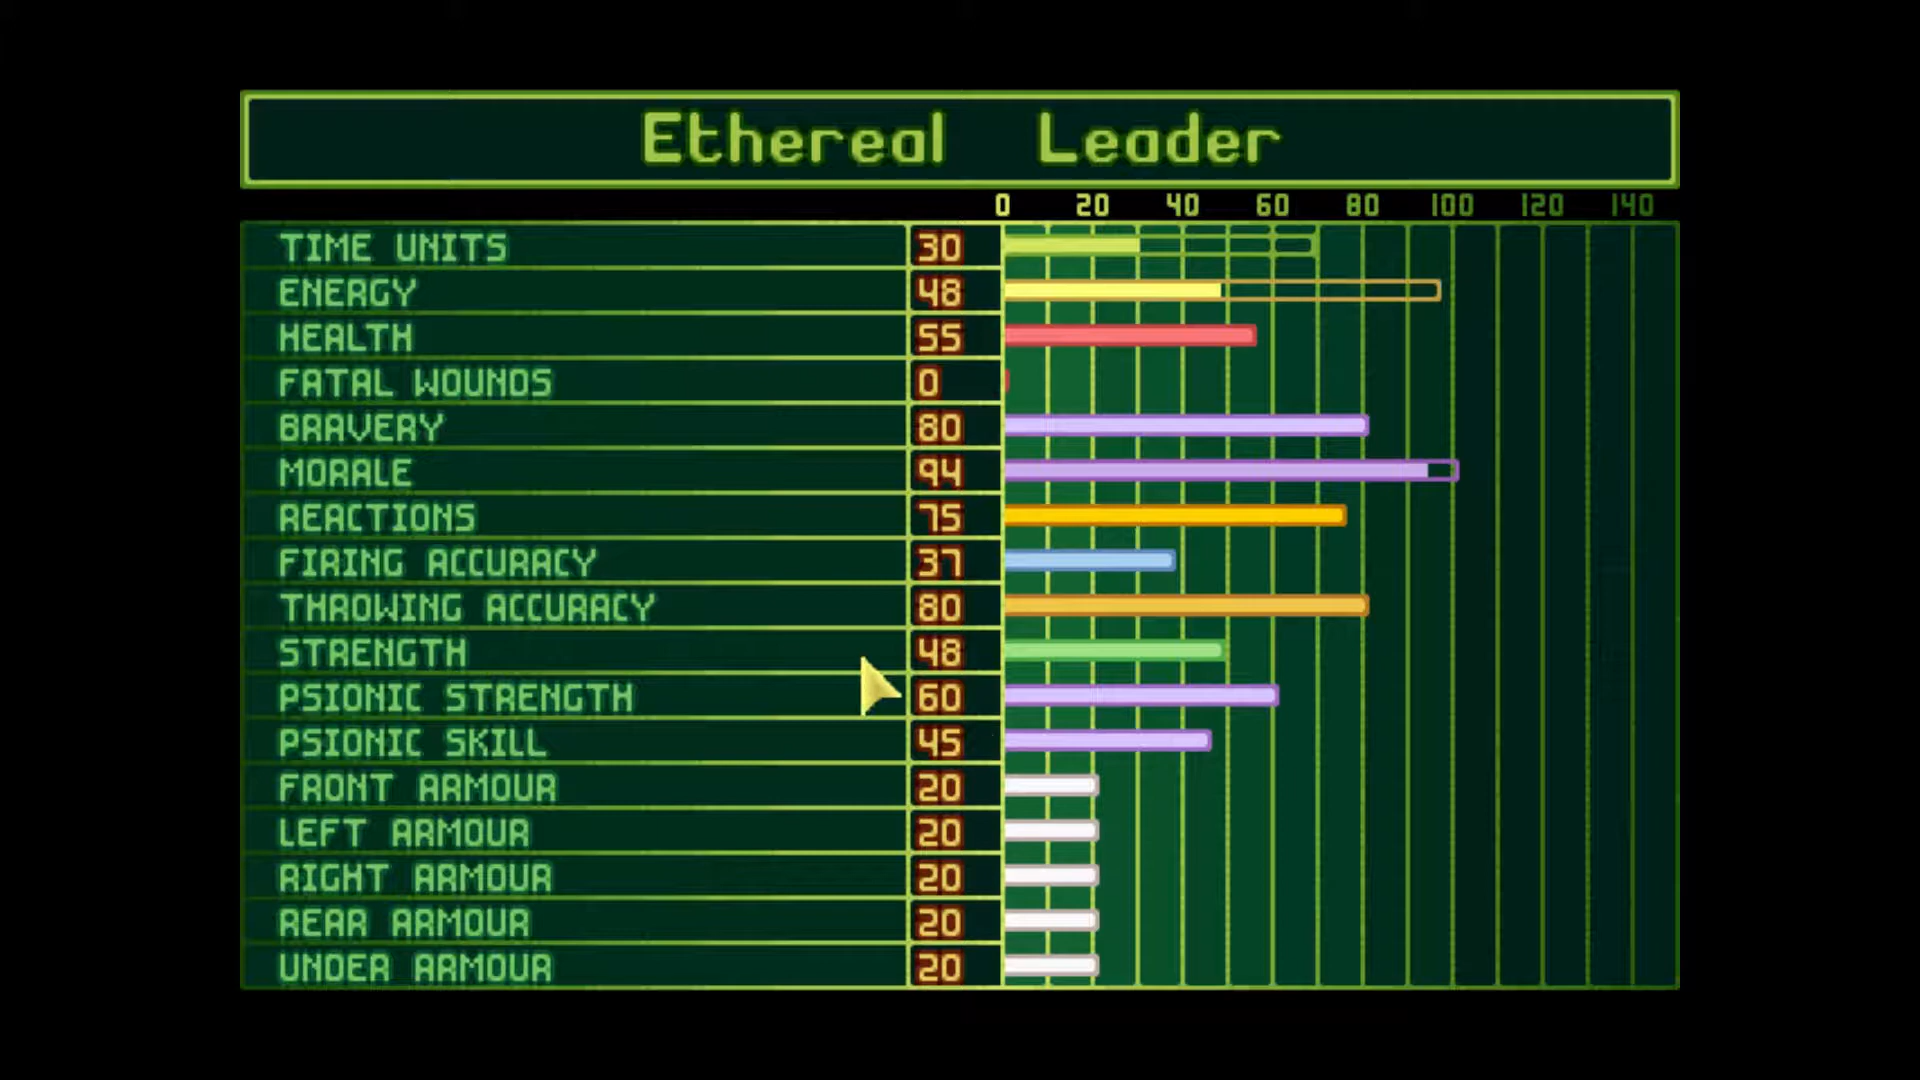 Ethereal Leader
0 20 40 60 80 100 120 140
TIME UNITS 30
ENERGY 48
HEALTH 55
FATAL WOUNDS 0
BRAVERY 80
MORALE 94
REACTIONS 75
FIRING ACCURACY 37
THROWING ACCURACY 80
STRENGTH 48
PSIONIC STRENGTH 60
PSIONIC SKILL 45
FRONT ARMOUR 20
LEFT ARMOUR 20
RIGHT ARMOUR 20
REAR ARMOUR 20
UNDER ARMOUR 20